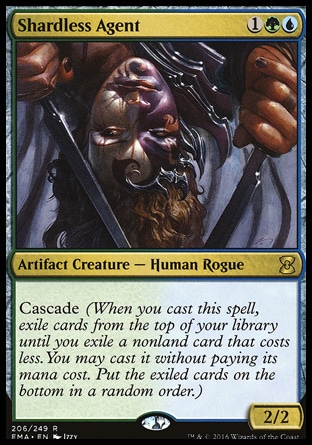 Shardless Agent 1
Artifact Creature — Human Rogue
Cascade (When you cast this spell,
exile cards from the top of your library
until you exile a nonland card that costs
less. You may cast it without paying its
mana cost. Put the exiled cards on the
bottom in a random order.)
2/2
206/249 R
EMA • EN Izzy
™ & © 2016 Wizards of the Coast